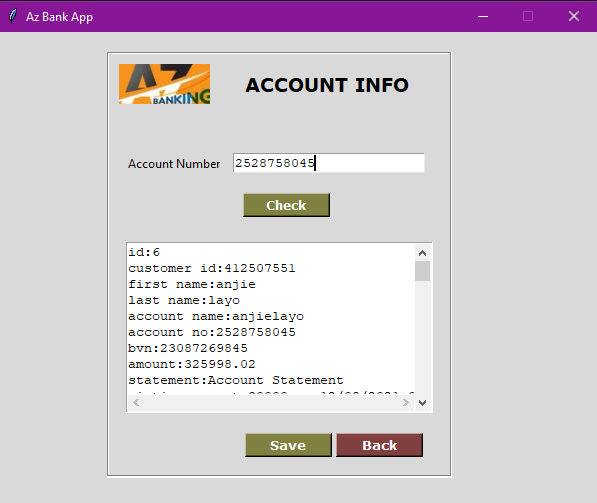 Az Bank App
AZ
BANKING
ACCOUNT INFO
Account Number 2528758045
Check
id:6
customer id:412507551
first name:anjie
last name:layo
account name:anjielayo
account no:2528758045
bvn:23087269845
amount:325998.02
statement:Account Statement
Save Back